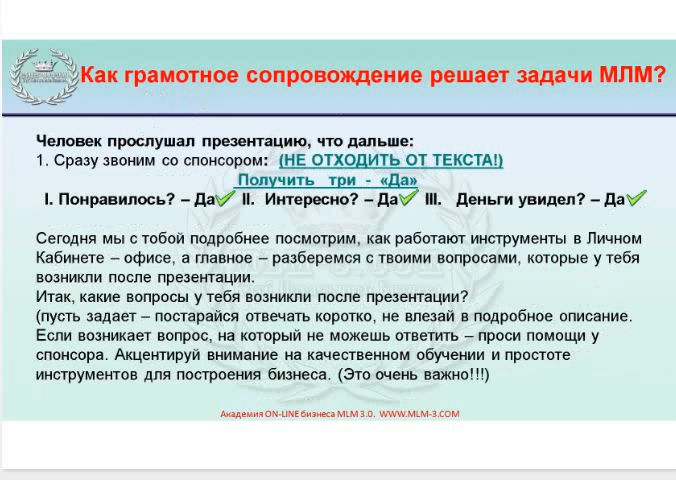 Как грамотное сопровождение решает задачи МЛМ?
Человек прослушал презентацию, что дальше:
1. Сразу звоним со спонсором: (НЕ ОТХОДИТЬ ОТ ТЕКСТА!)
Получить три - «Да»
I. Понравилось? – Да II. Интересно? – Да III. Деньги увидел? – Да
Сегодня мы с тобой подробнее посмотрим, как работают инструменты в Личном
Кабинете – офисе, а главное – разберемся с твоими вопросами, которые у тебя
возникли после презентации.
Итак, какие вопросы у тебя возникли после презентации?
(пусть задает – постарайся отвечать коротко, не влезай в подробное описание.
Если возникает вопрос, на который не можешь ответить – проси помощи у
спонсора. Акцентируй внимание на качественном обучении и простоте
инструментов для построения бизнеса. (Это очень важно!!!)
Академия ON-LINE бизнеса MLM 3.0. WWW.MLM-3.COM